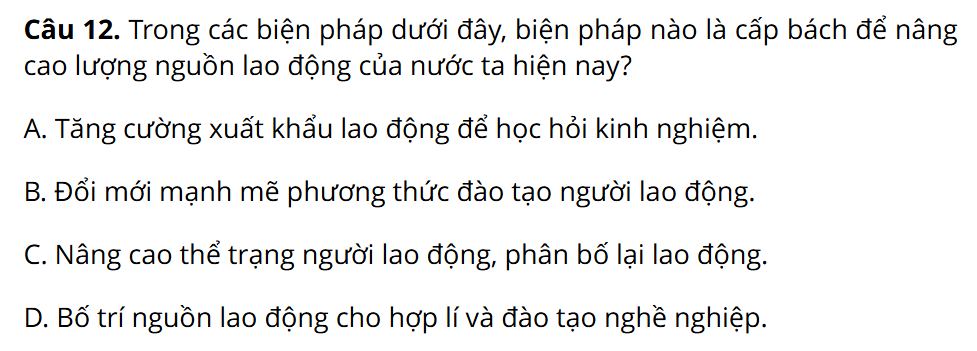 Câu 12. Trong các biện pháp dưới đây, biện pháp nào là cấp bách để nâng
cao lượng nguồn lao động của nước ta hiện nay?
A. Tăng cường xuất khẩu lao động để học hỏi kinh nghiệm.
B. Đổi mới mạnh mẽ phương thức đào tạo người lao động.
C. Nâng cao thể trạng người lao động, phân bố lại lao động.
D. Bố trí nguồn lao động cho hợp lí và đào tạo nghề nghiệp.